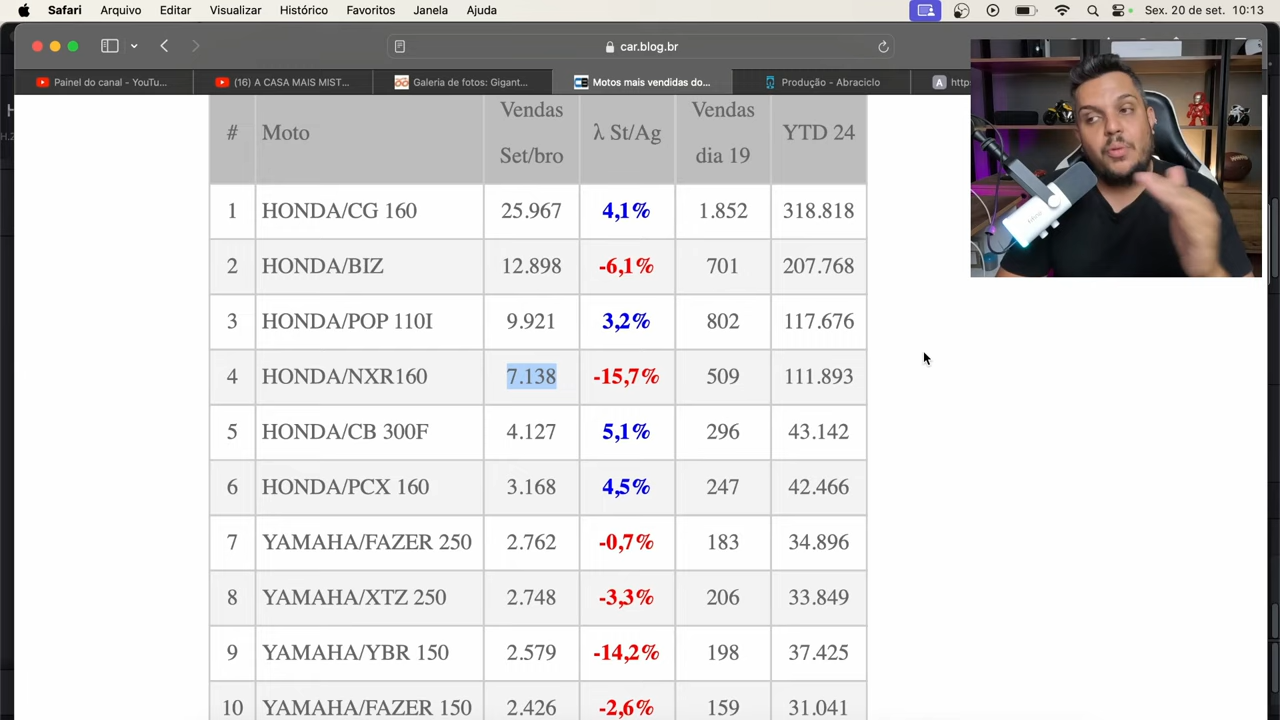 Safari Arquivo Editar Visualizar Histórico Favoritos Janela Ajuda Sex. 20 de set. 10:13
car.blog.br
Painel do canal - YouTu... (16) A CASA MAIS MIST... Galeria de fotos: Gigant... Motos mais vendidas do... Produção - Abraciclo A
# Moto Vendas Set/bro λ St/Ag Vendas dia 19 YTD 24
1 HONDA/CG 160 25.967 4,1% 1.852 318.818
2 HONDA/BIZ 12.898 -6,1% 701 207.768
3 HONDA/POP 110I 9.921 3,2% 802 117.676
4 HONDA/NXR160 7.138 -15,7% 509 111.893
5 HONDA/CB 300F 4.127 5,1% 296 43.142
6 HONDA/PCX 160 3.168 4,5% 247 42.466
7 YAMAHA/FAZER 250 2.762 -0,7% 183 34.896
8 YAMAHA/XTZ 250 2.748 -3,3% 206 33.849
9 YAMAHA/YBR 150 2.579 -14,2% 198 37.425
10 YAMAHA/FAZER 150 2.426 -2,6% 159 31.041